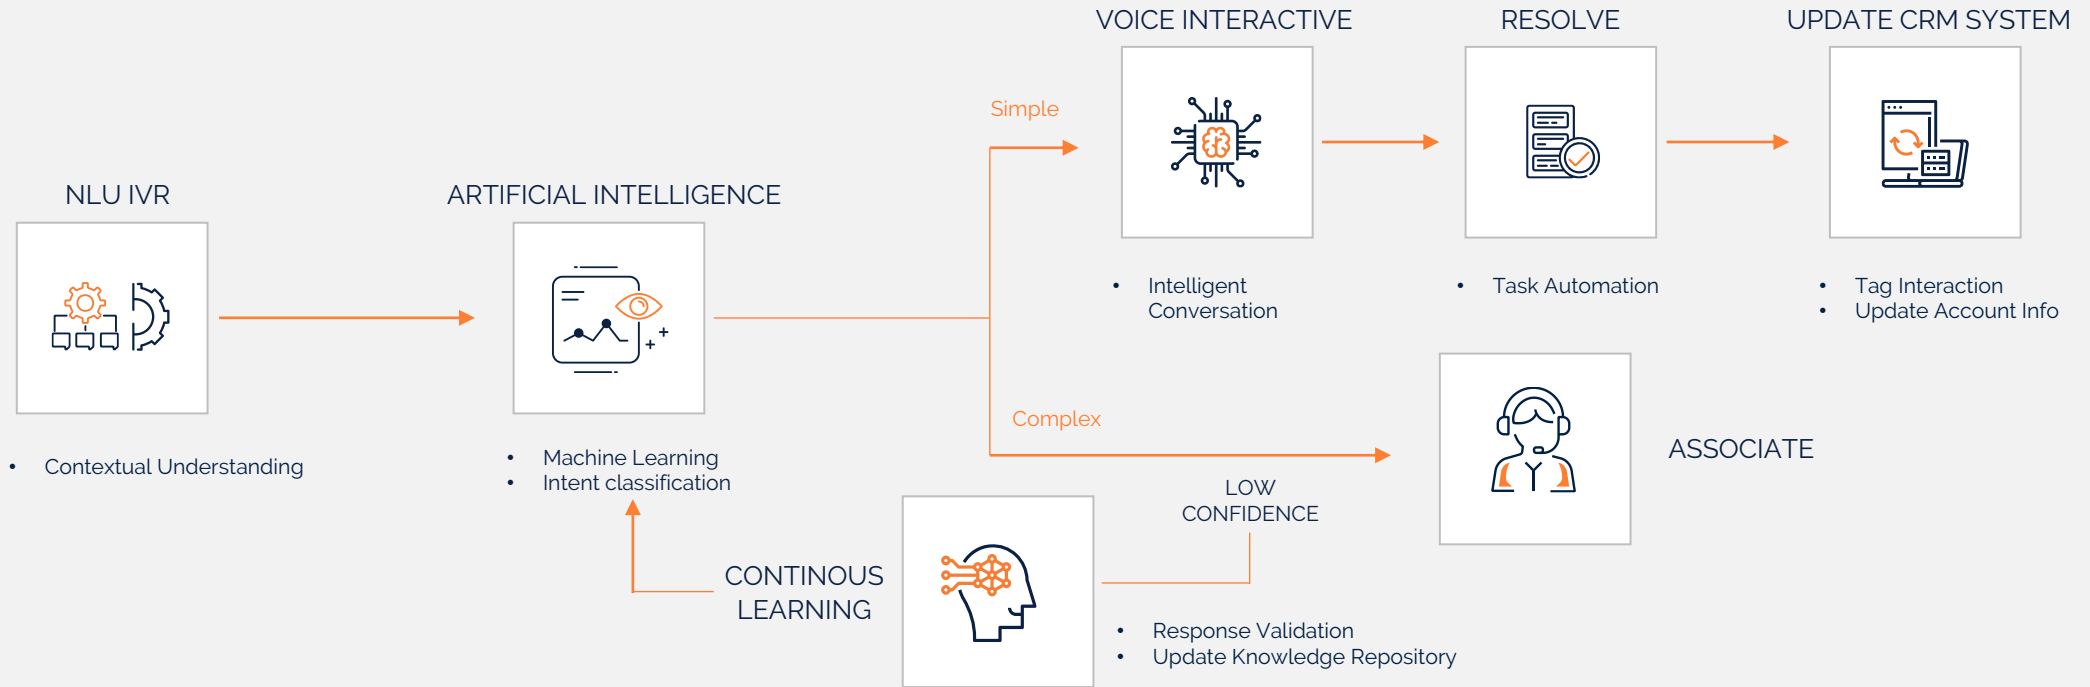 VOICE INTERACTIVE
RESOLVE
UPDATE CRM SYSTEM
Simple
NLU IVR
ARTIFICIAL INTELLIGENCE
• Intelligent
Conversation
• Task Automation
• Tag Interaction
• Update Account Info
Complex
ASSOCIATE
• Contextual Understanding
• Machine Learning
• Intent classification
LOW
CONFIDENCE
CONTINOUS
LEARNING
• Response Validation
• Update Knowledge Repository